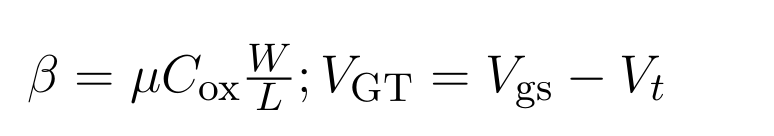 β = μC_ox W/L; V_GT = V_gs − V_t